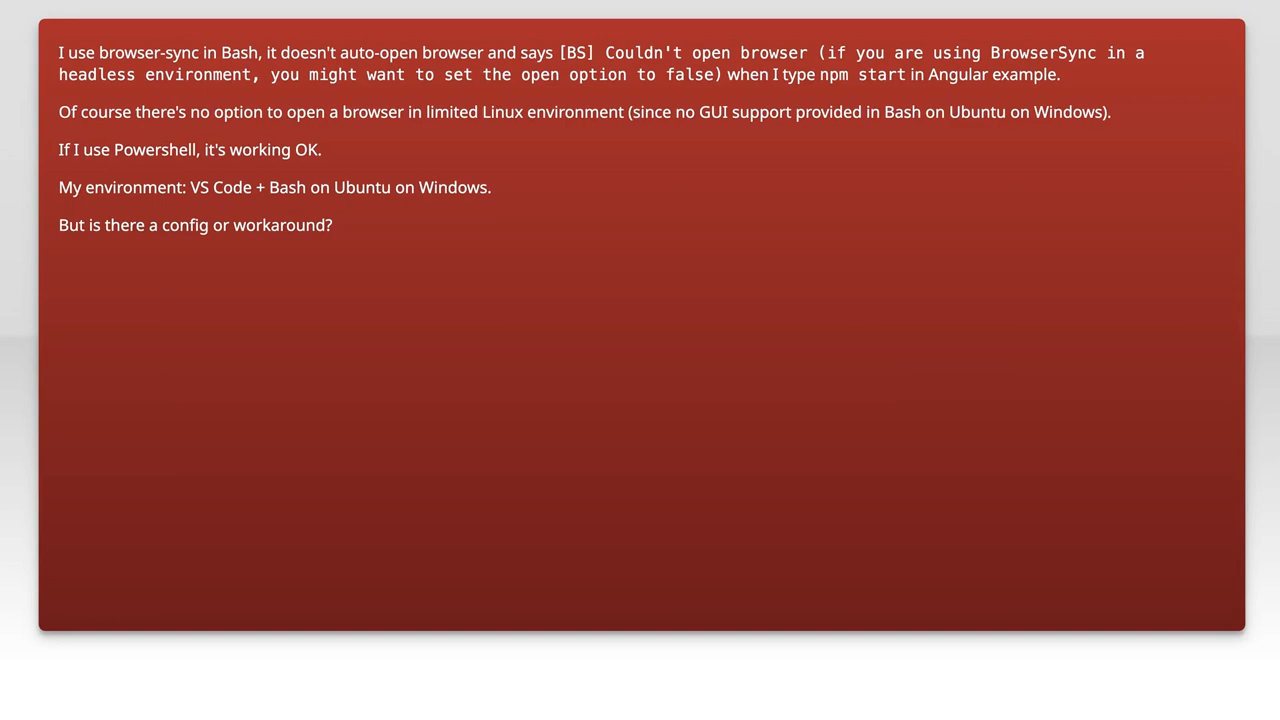 I use browser-sync in Bash, it doesn't auto-open browser and says [BS] Couldn't open browser (if you are using BrowserSync in a
headless environment, you might want to set the open option to false) when I type npm start in Angular example.
Of course there's no option to open a browser in limited Linux environment (since no GUI support provided in Bash on Ubuntu on Windows).
If I use Powershell, it's working OK.
My environment: VS Code + Bash on Ubuntu on Windows.
But is there a config or workaround?